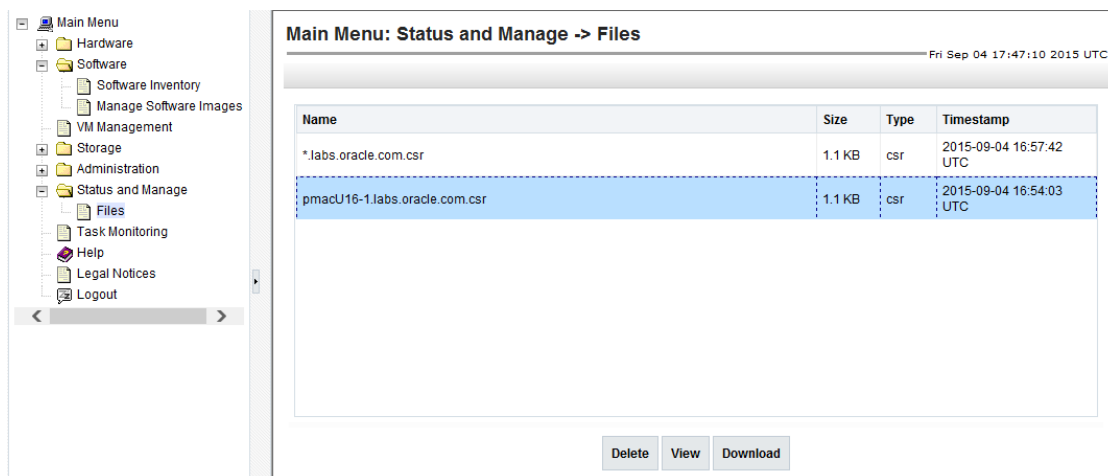 Main Menu
Hardware
Software
Software Inventory
Manage Software Images
VM Management
Storage
Administration
Status and Manage
Files
Task Monitoring
Help
Legal Notices
Logout
Main Menu: Status and Manage -> Files
Fri Sep 04 17:47:10 2015 UTC
Name Size Type Timestamp
*.labs.oracle.com.csr 1.1 KB csr 2015-09-04 16:57:42
UTC
pmacU16-1.labs.oracle.com.csr 1.1 KB csr 2015-09-04 16:54:03
UTC
Delete View Download